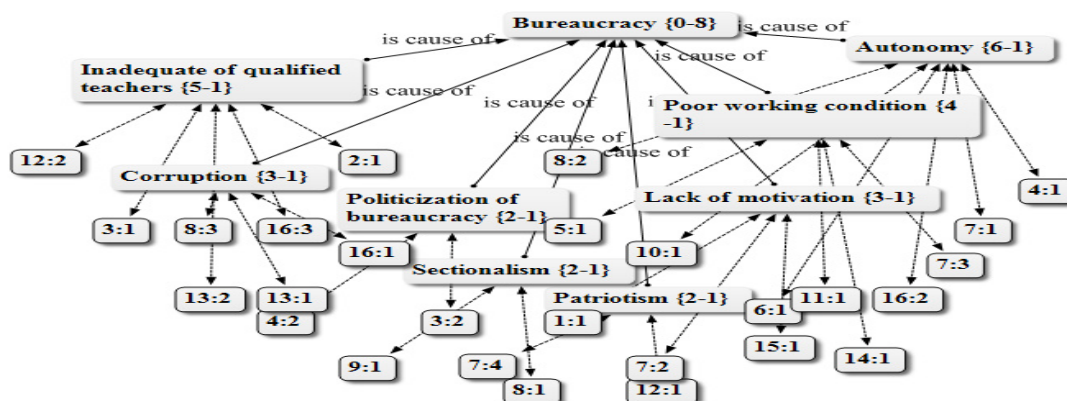 Bureaucracy {0-8}
is cause of
is cause of
Autonomy {6-1}
Inadequate of qualified
teachers {5-1}
is cause of
is cause of
is cause of
is cause of
Poor working condition {4
-1}
is cause of
is cause of
12:2
2:1
8:2
Corruption {3-1}
4:1
Politicization of
bureaucracy {2-1}
Lack of motivation {3-1}
3:1
8:3
16:3
5:1
7:1
16:1
10:1
7:3
Sectionalism {2-1}
13:2
13:1
Patriotism {2-1}
11:1
16:2
4:2
3:2
1:1
6:1
15:1
14:1
9:1
7:4
7:2
8:1
12:1